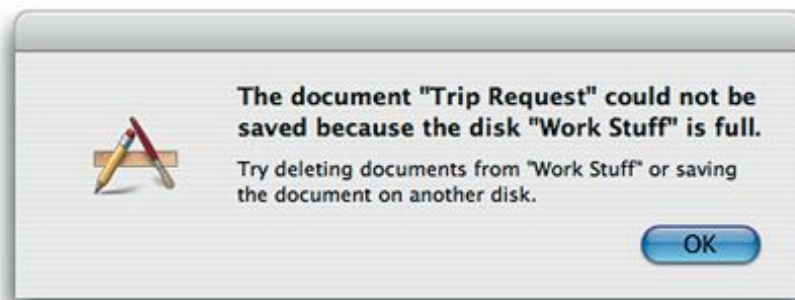 The document "Trip Request" could not be
saved because the disk "Work Stuff" is full.
Try deleting documents from "Work Stuff" or saving
the document on another disk.
OK